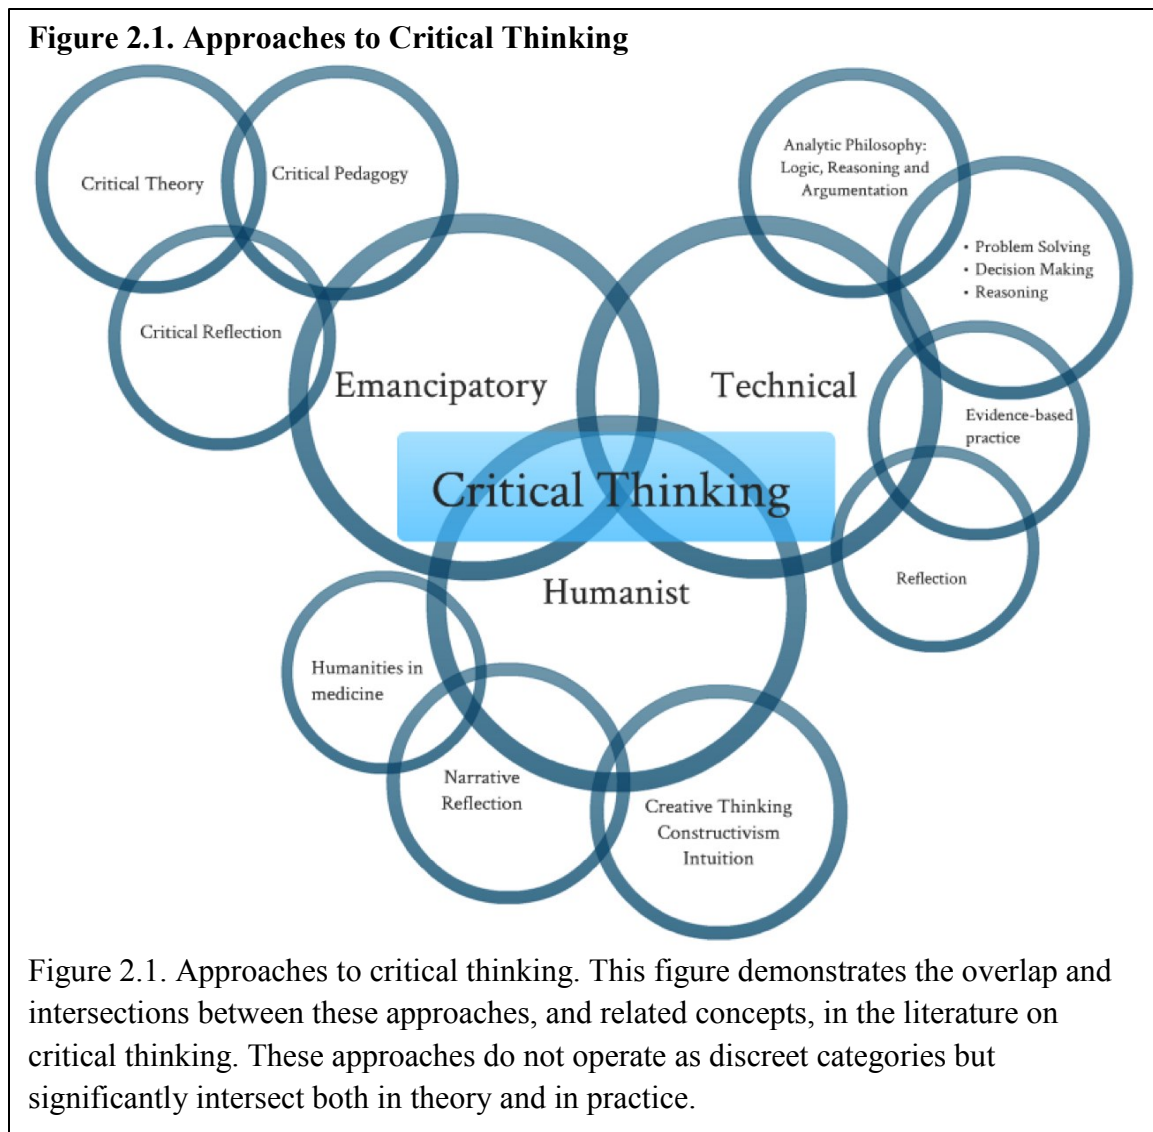 Figure 2.1. Approaches to Critical Thinking
Critical Theory
Critical Pedagogy
Critical Reflection
Analytic Philosophy:
Logic, Reasoning and
Argumentation
• Problem Solving
• Decision Making
• Reasoning
Evidence-based
practice
Reflection
Emancipatory
Technical
Critical Thinking
Humanist
Humanities in
medicine
Narrative
Reflection
Creative Thinking
Constructivism
Intuition
Figure 2.1. Approaches to critical thinking. This figure demonstrates the overlap and
intersections between these approaches, and related concepts, in the literature on
critical thinking. These approaches do not operate as discreet categories but
significantly intersect both in theory and in practice.